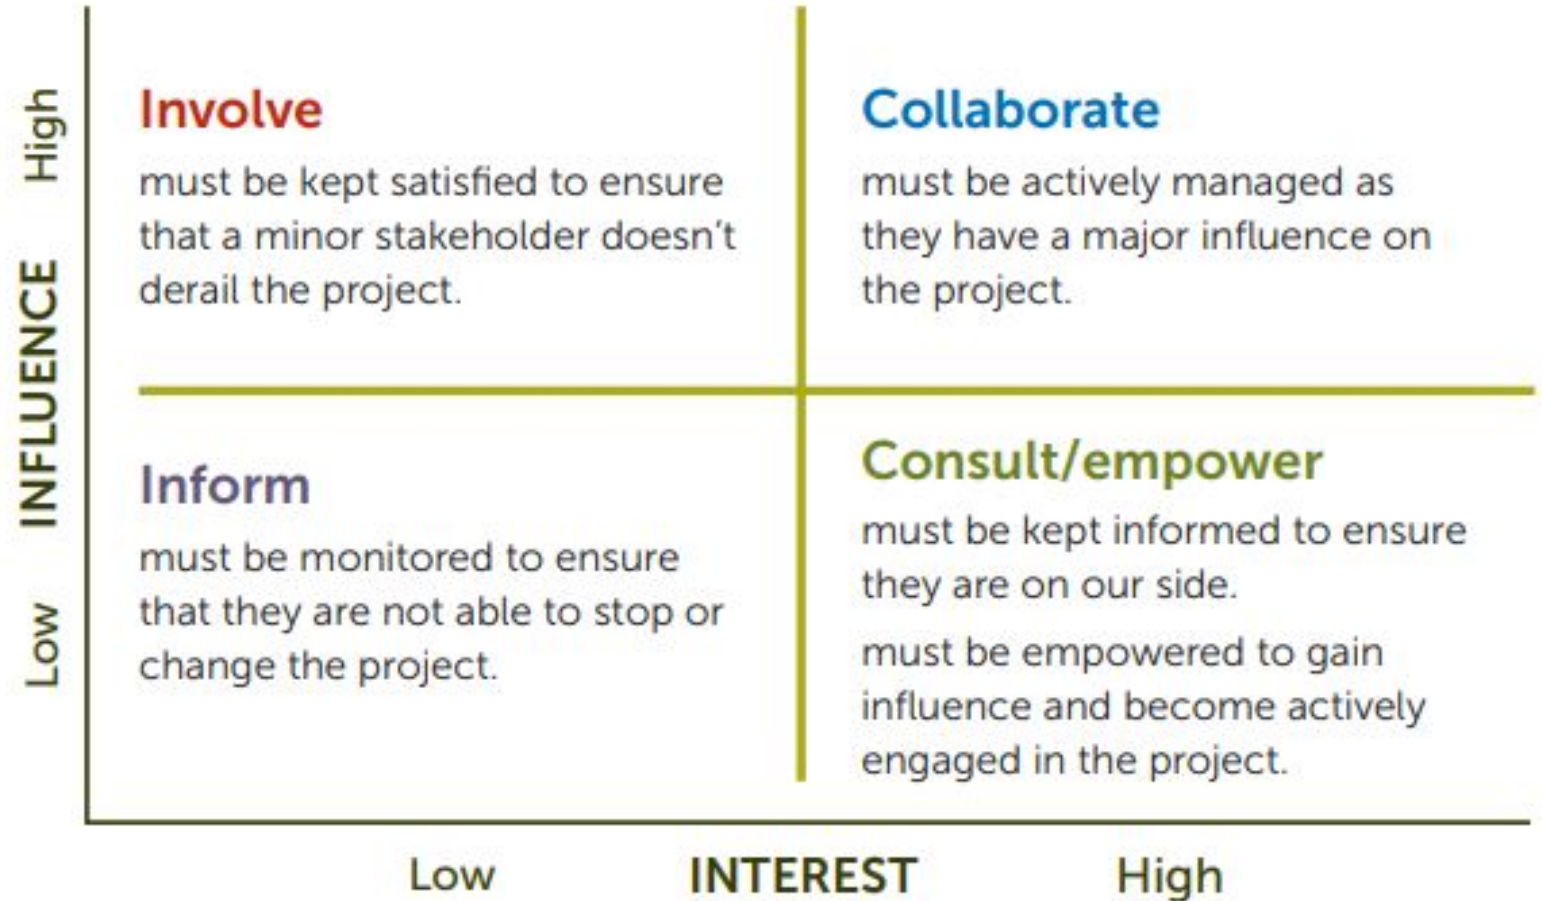 High
INFLUENCE
Low
Involve
must be kept satisfied to ensure
that a minor stakeholder doesn't
derail the project.
Collaborate
must be actively managed as
they have a major influence on
the project.
Inform
must be monitored to ensure
that they are not able to stop or
change the project.
Consult/empower
must be kept informed to ensure
they are on our side.
must be empowered to gain
influence and become actively
engaged in the project.
Low INTEREST High